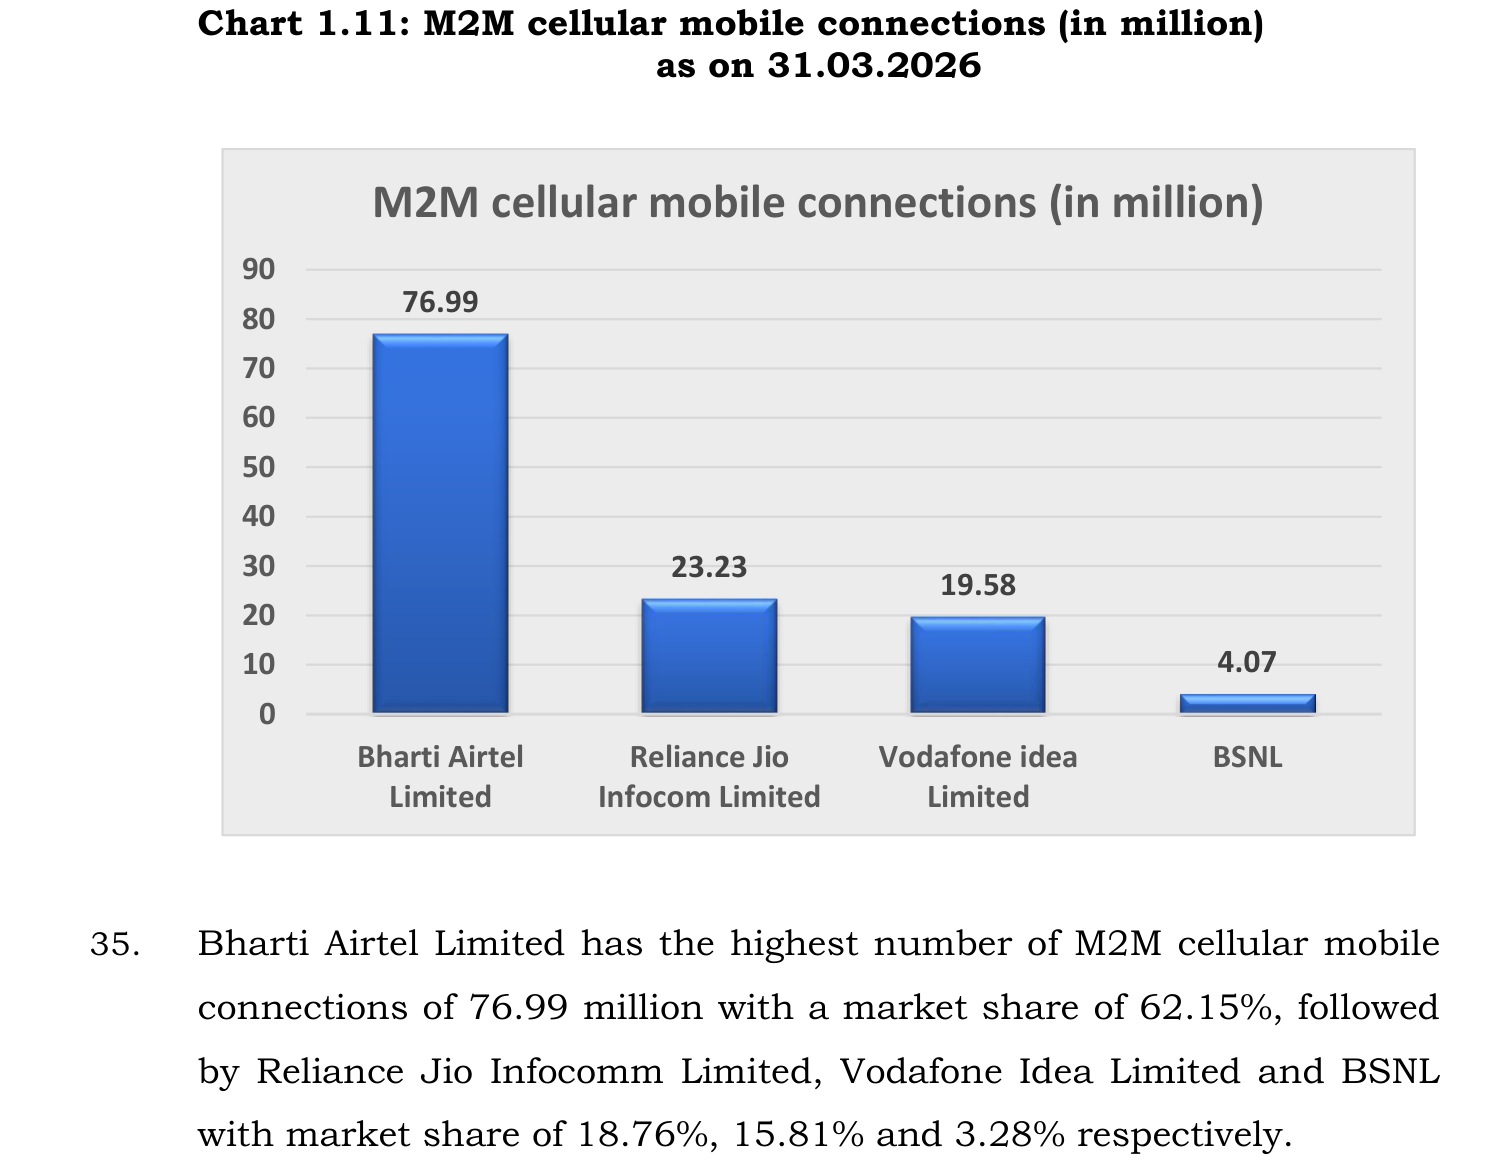 Chart 1.11: M2M cellular mobile connections (in million)
as on 31.03.2026
M2M cellular mobile connections (in million)
90
80
70
60
50
40
30
20
10
0
76.99
23.23
19.58
4.07
Bharti Airtel
Limited
Reliance Jio
Infocom Limited
Vodafone idea
Limited
BSNL
35. Bharti Airtel Limited has the highest number of M2M cellular mobile
connections of 76.99 million with a market share of 62.15%, followed
by Reliance Jio Infocomm Limited, Vodafone Idea Limited and BSNL
with market share of 18.76%, 15.81% and 3.28% respectively.